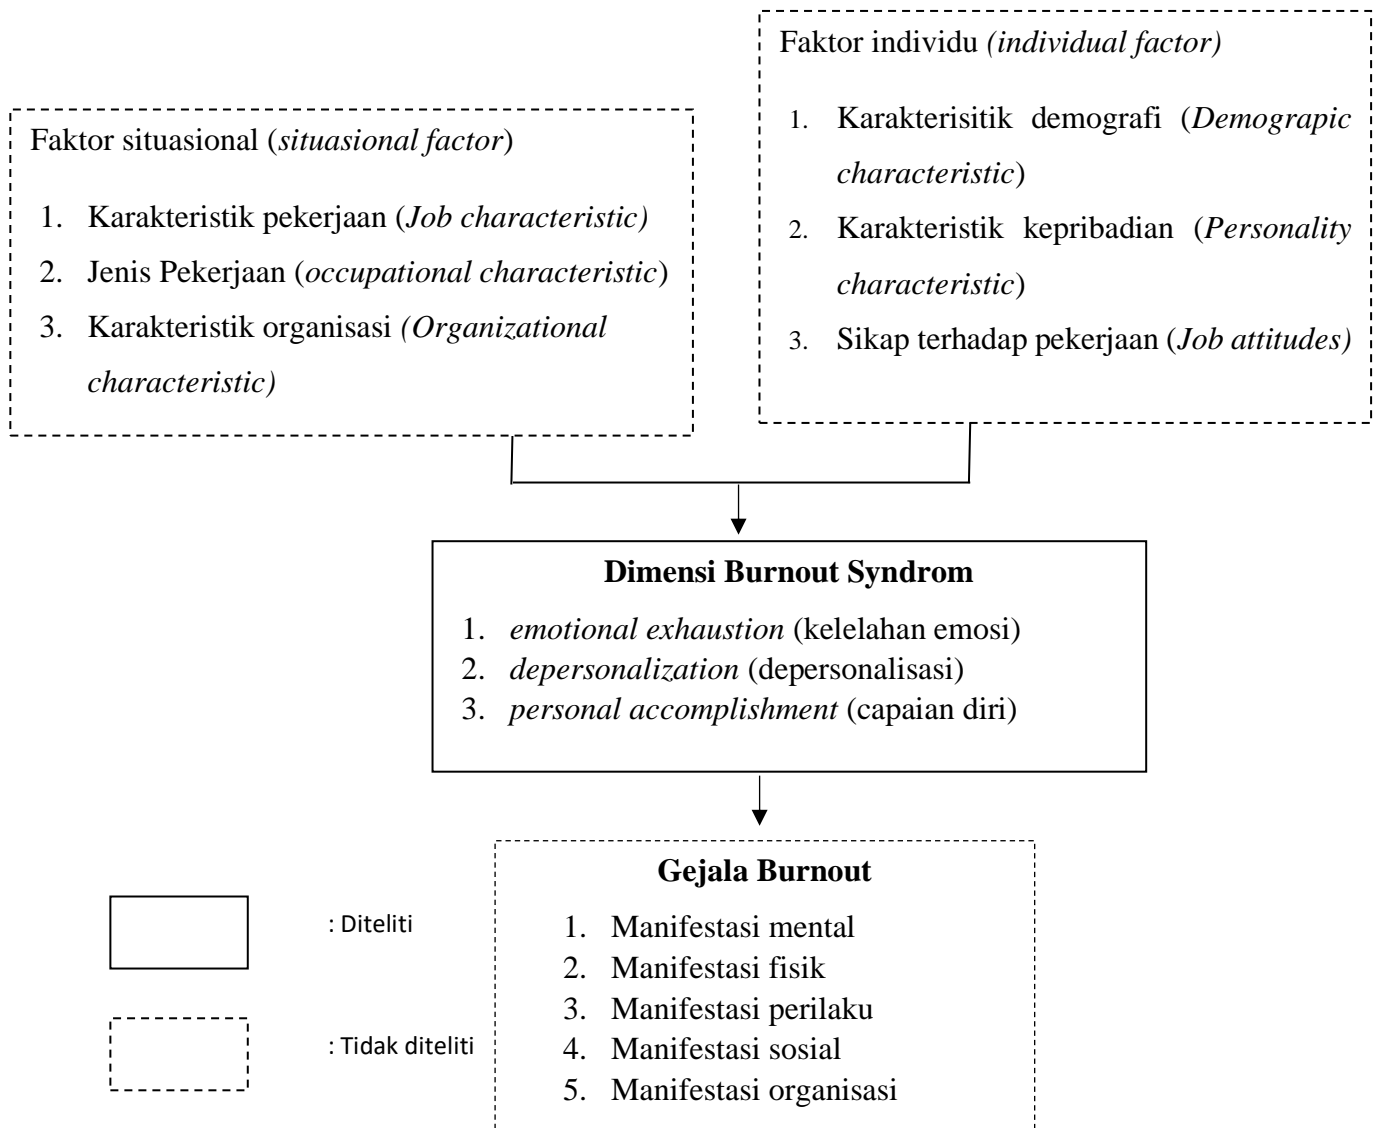 Faktor situasional (situasional factor)
1. Karakteristik pekerjaan (Job characteristic)
2. Jenis Pekerjaan (occupational characteristic)
3. Karakteristik organisasi (Organizational
characteristic)
Faktor individu (individual factor)
1. Karakterisitik demografi (Demograpic
characteristic)
2. Karakteristik kepribadian (Personality
characteristic)
3. Sikap terhadap pekerjaan (Job attitudes)
Dimensi Burnout Syndrom
1. emotional exhaustion (kelelahan emosi)
2. depersonalization (depersonalisasi)
3. personal accomplishment (capaian diri)
Gejala Burnout
1. Manifestasi mental
2. Manifestasi fisik
3. Manifestasi perilaku
4. Manifestasi sosial
5. Manifestasi organisasi
: Diteliti
: Tidak diteliti